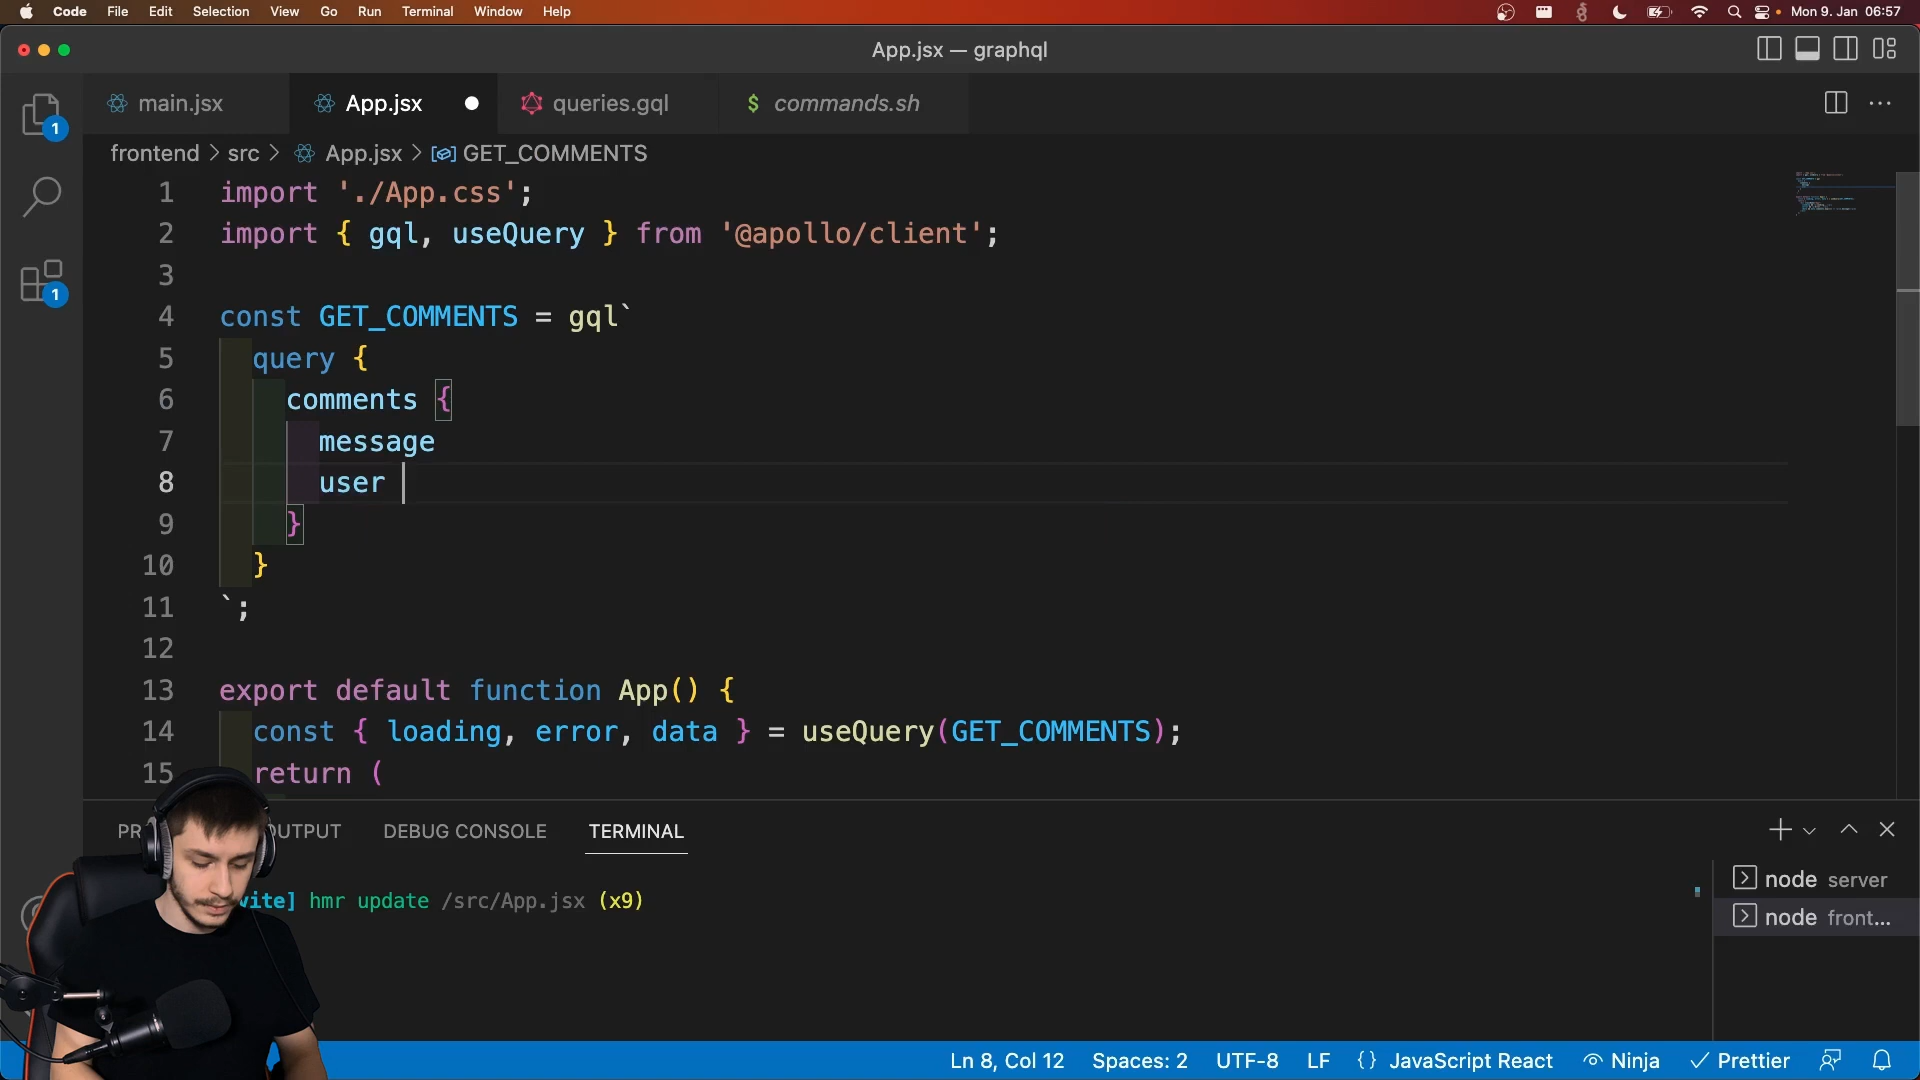 Code File Edit Selection View Go Run Terminal Window Help Mon 9. Jan 06:57
App.jsx — graphql
1
1
main.jsx App.jsx queries.gql $ commands.sh
frontend > src > App.jsx > GET_COMMENTS
1 import './App.css';
2 import { gql, useQuery } from '@apollo/client';
3
4 const GET_COMMENTS = gql`
5 query {
6 comments {
7 message
8 user
9 }
10 }
11 `;
12
13 export default function App() {
14 const { loading, error, data } = useQuery(GET_COMMENTS);
15 return (
PR OUTPUT DEBUG CONSOLE TERMINAL
vite] hmr update /src/App.jsx (x9)
node server
node front...
Ln 8, Col 12 Spaces: 2 UTF-8 LF {} JavaScript React Ninja Prettier